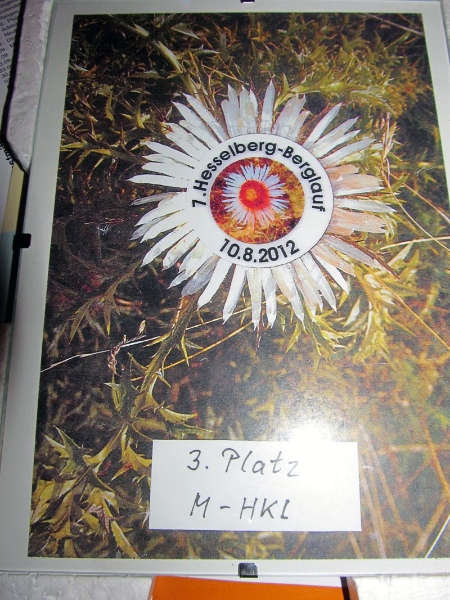 7.Hesselberg-Berglauf
10.8.2012
3. Platz
M-HKL